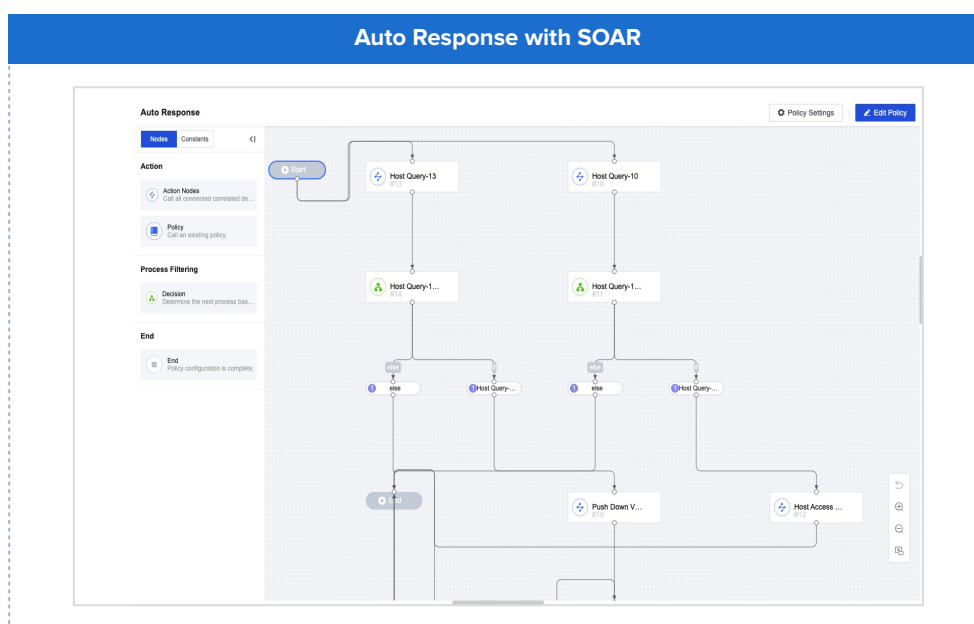 Auto Response with SOAR
Auto Response
Policy Settings
Edit Policy
Nodes
Constants
Action
Action Nodes
Call all connected correlated de...
Policy
Call an existing policy.
Process Filtering
Decision
Determine the next process bas...
End
End
Policy configuration is complete.
Start
Host Query-13
#13
Host Query-10
#10
Host Query-1...
#14
Host Query-1...
#11
else
else
1 else
1 Host Query-...
1 else
1 Host Query-...
End
Push Down V...
#15
Host Access ...
#12